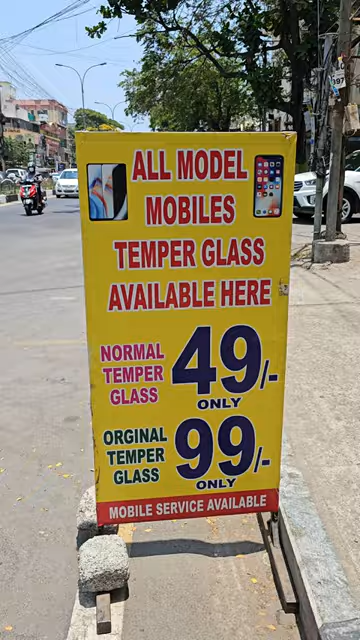 ALL MODEL
MOBILES
TEMPER GLASS
AVAILABLE HERE
NORMAL
TEMPER
GLASS
49/-
ONLY
ORGINAL
TEMPER
GLASS
99/-
ONLY
MOBILE SERVICE AVAILABLE